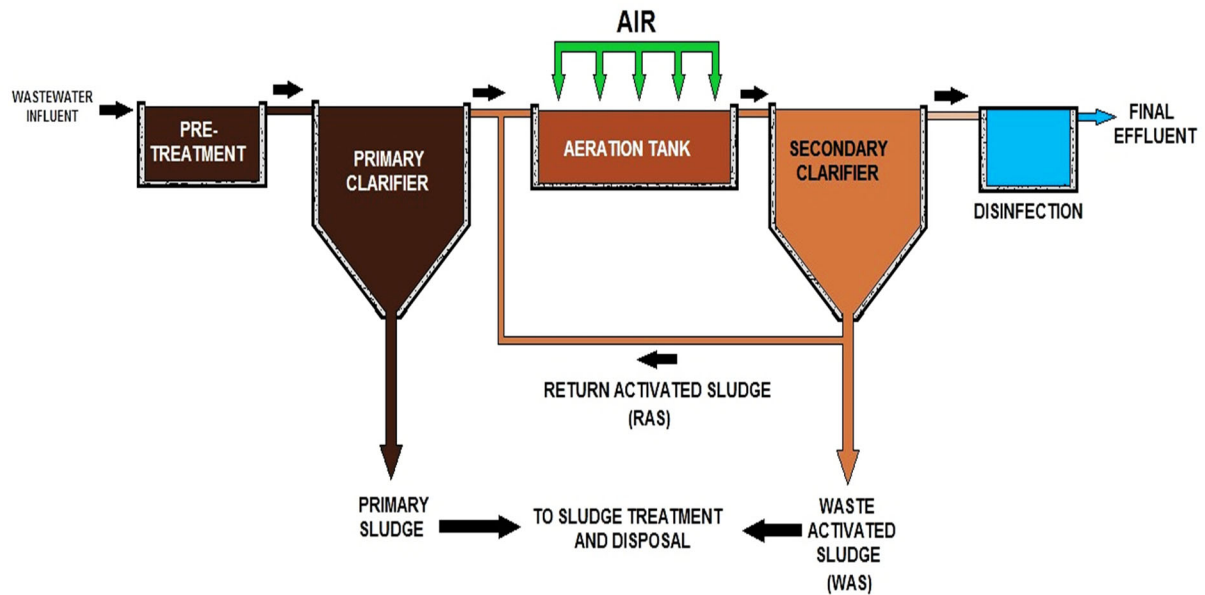 AIR
WASTEWATER
INFLUENT
PRE-
TREATMENT
PRIMARY
CLARIFIER
AERATION TANK
SECONDARY
CLARIFIER
DISINFECTION
FINAL
EFFLUENT
RETURN ACTIVATED SLUDGE
(RAS)
PRIMARY
SLUDGE
TO SLUDGE TREATMENT
AND DISPOSAL
WASTE
ACTIVATED
SLUDGE
(WAS)